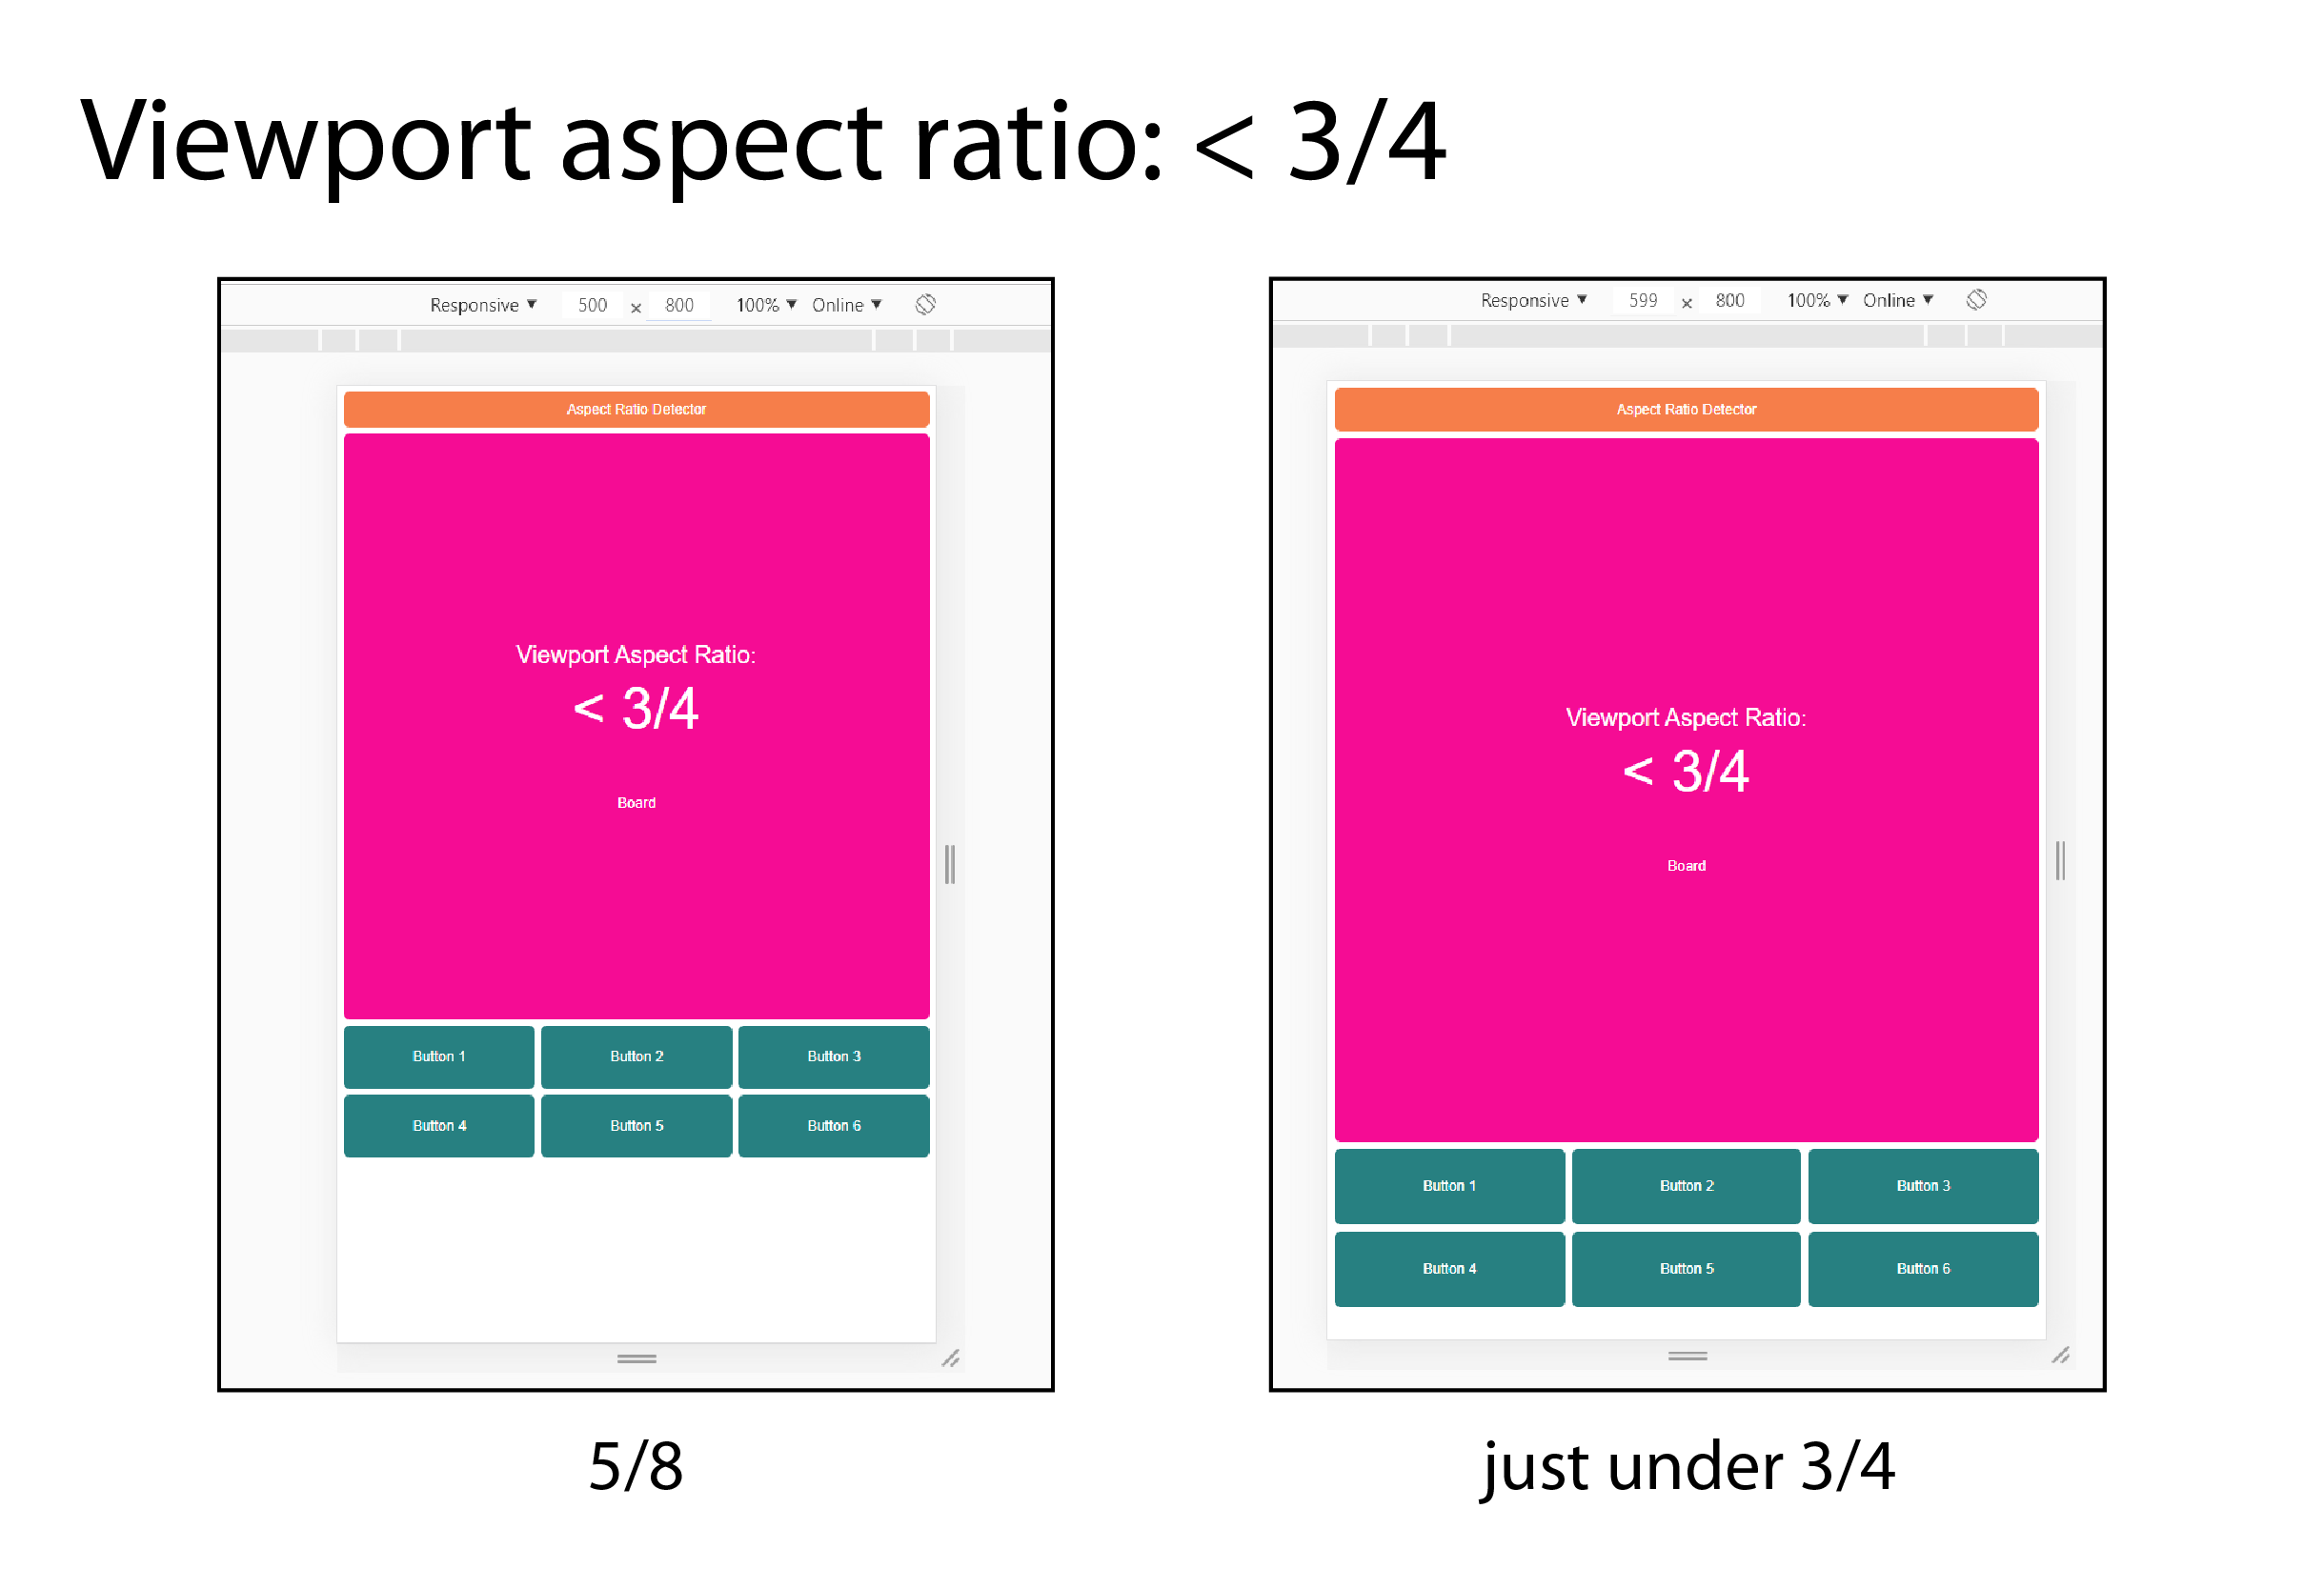 Viewport aspect ratio: < 3/4
Responsive ▼ 500 x 800 100% ▼ Online ▼
Aspect Ratio Detector
Viewport Aspect Ratio:
< 3/4
Board
Button 1 Button 2 Button 3
Button 4 Button 5 Button 6
5/8
Responsive ▼ 599 x 800 100% ▼ Online ▼
Aspect Ratio Detector
Viewport Aspect Ratio:
< 3/4
Board
Button 1 Button 2 Button 3
Button 4 Button 5 Button 6
just under 3/4